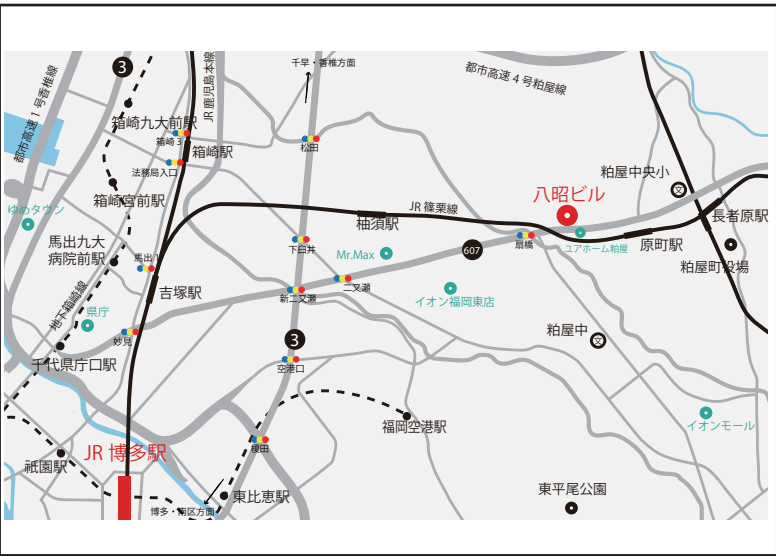 3
千早・香椎方面
都市高速4号粕屋線
都市高速1号香椎線
JR鹿児島本線
箱崎九大前駅
箱崎3
箱崎駅
法務局入口
松田
粕屋中央小
文
箱崎宮前駅
八昭ビル
ゆめタウン
JR 篠栗線
柚須駅
長者原駅
馬出九大
病院前駅
馬出1
下臼井
Mr.Max
607
扇橋
ユアホーム粕屋
原町駅
粕屋町役場
吉塚駅
二又瀬
新二又瀬
イオン福岡東店
地下箱崎線
県庁
妙見
3
粕屋中
文
千代県庁口駅
空港口
福岡空港駅
イオンモール
JR 博多駅
榎田
祇園駅
東比恵駅
東平尾公園
博多・南区方面